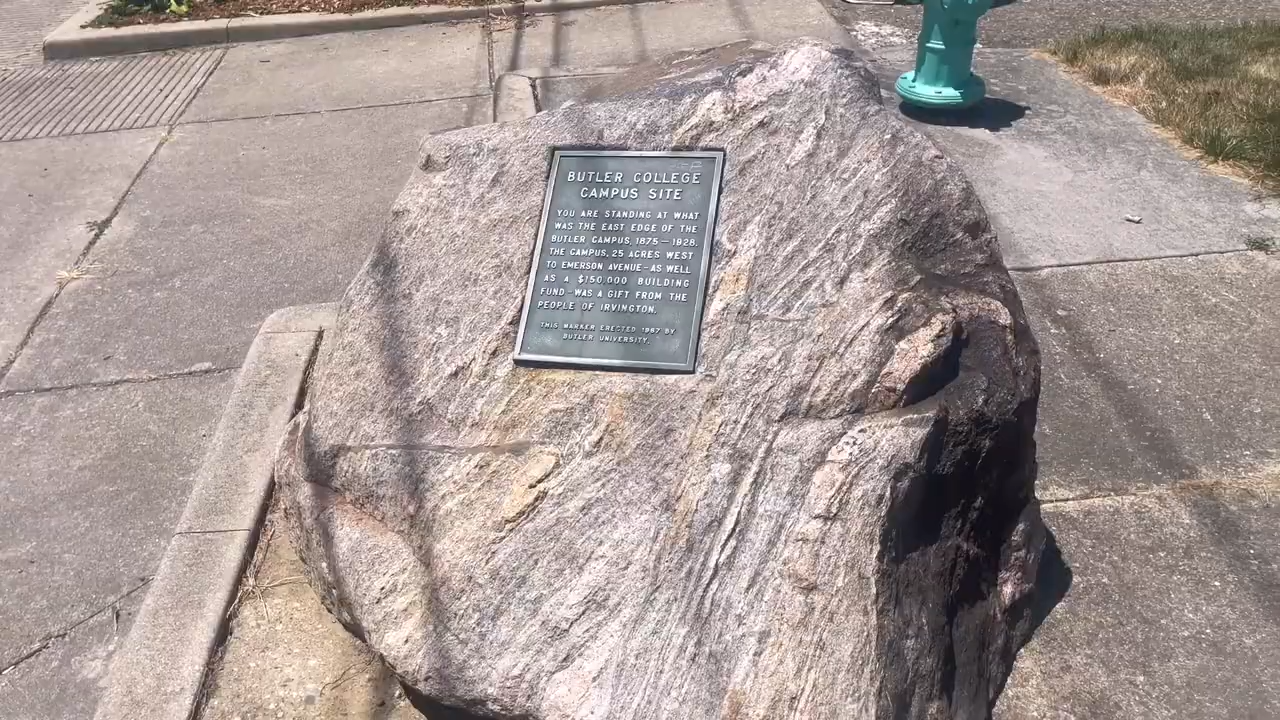 BUTLER COLLEGE
CAMPUS SITE
YOU ARE STANDING AT WHAT
WAS THE EAST EDGE OF THE
BUTLER CAMPUS, 1875 — 1928.
THE CAMPUS, 25 ACRES WEST
TO EMERSON AVENUE - AS WELL
AS A $150,000 BUILDING
FUND - WAS A GIFT FROM THE
PEOPLE OF IRVINGTON.
THIS MARKER ERECTED 1987 BY
BUTLER UNIVERSITY.